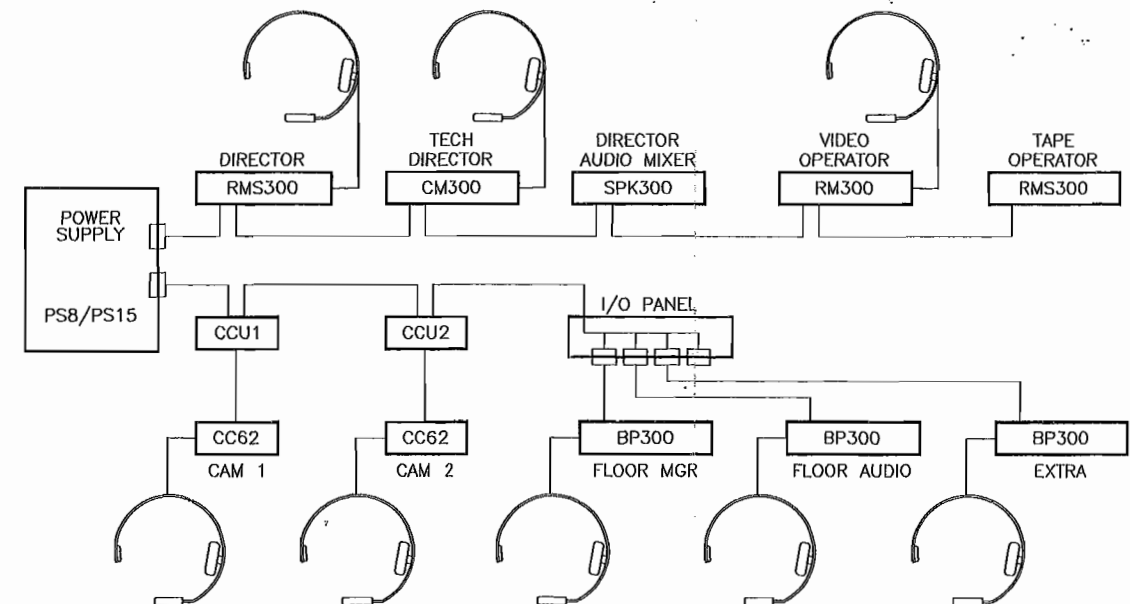 DIRECTOR
RMS300
TECH
DIRECTOR
CM300
DIRECTOR
AUDIO MIXER
SPK300
VIDEO
OPERATOR
RM300
TAPE
OPERATOR
RMS300
POWER
SUPPLY
PS8/PS15
CCU1
CCU2
I/O PANEL
CC62
CAM 1
CC62
CAM 2
BP300
FLOOR MGR
BP300
FLOOR AUDIO
BP300
EXTRA